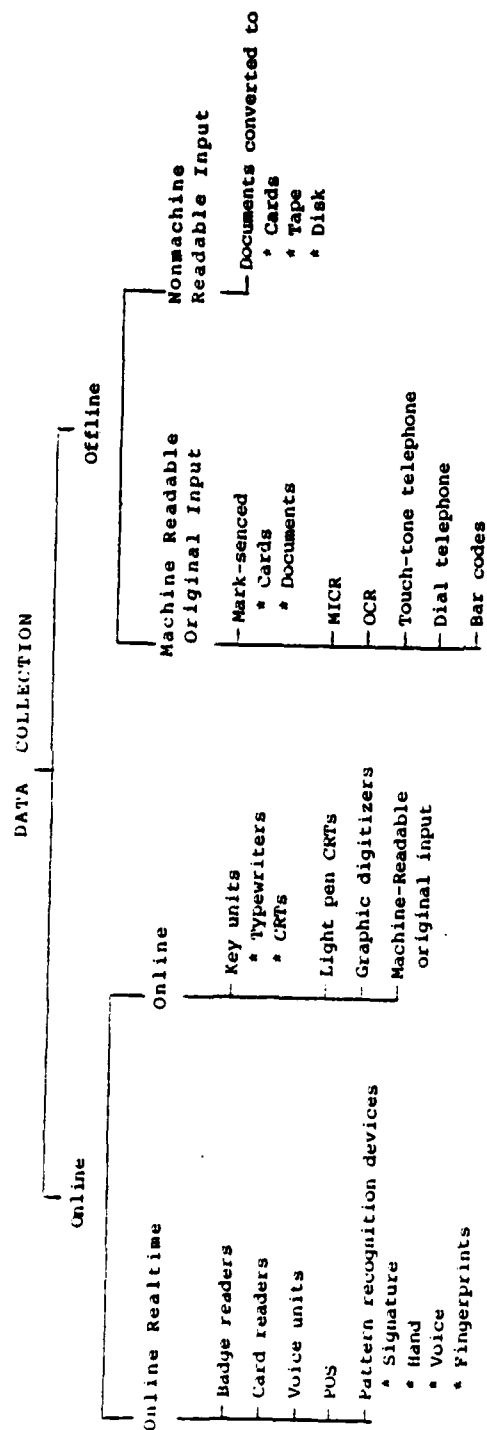 DATA COLLECTION
Online
Offline
Online Realtime
Badge readers
Card readers
Voice units
POS
Pattern recognition devices
* Signature
* Hand
* Voice
* Fingerprints
Online
Key units
* Typewriters
* CRTs
Light pen CRTs
Graphic digitizers
Machine-Readable
original input
Machine Readable
Original Input
Mark-senced
* Cards
* Documents
MICR
OCR
Touch-tone telephone
Dial telephone
Bar codes
Nonmachine
Readable Input
Documents converted to
* Cards
* Tape
* Disk